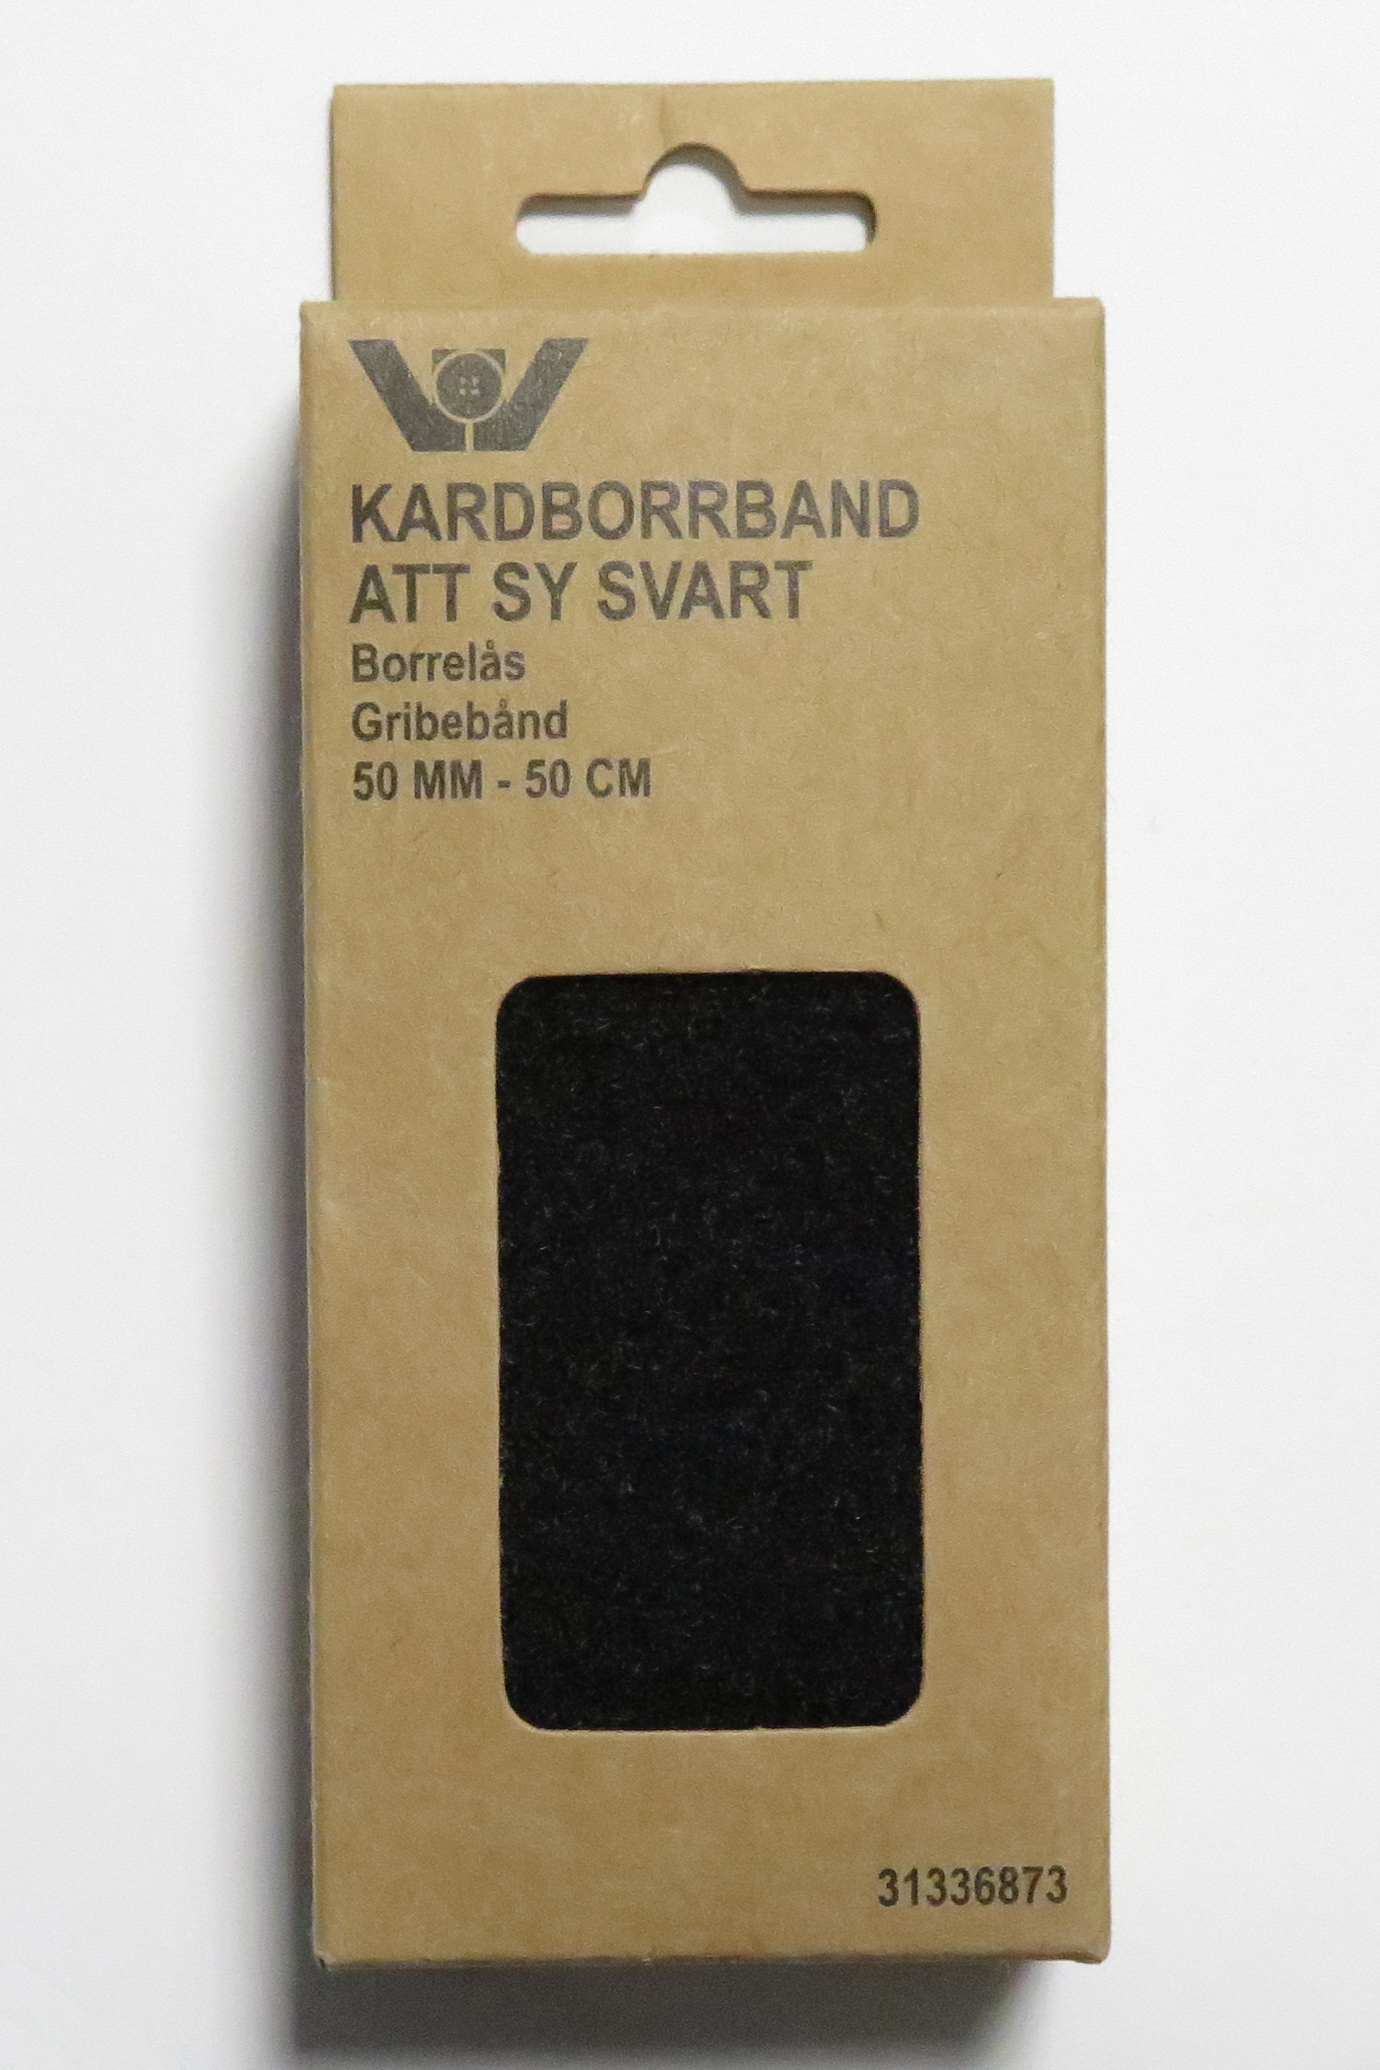 KARDBORRBAND
ATT SY SVART
Borrelås
Gribebånd
50 MM - 50 CM
31336873